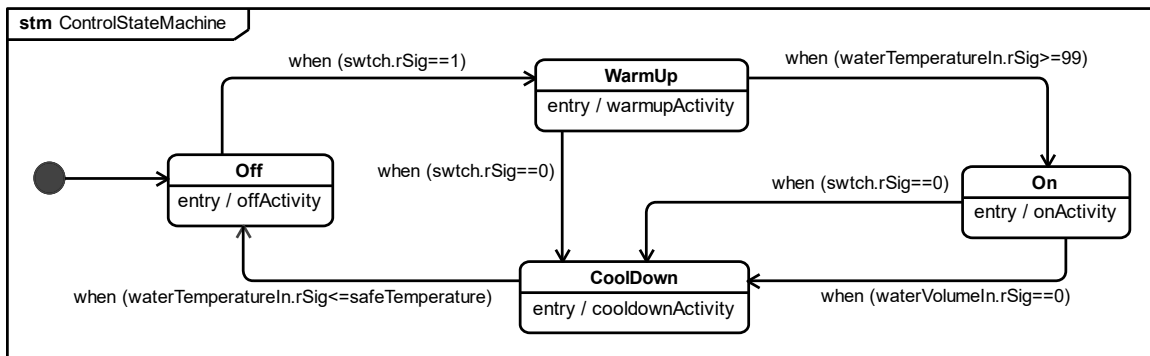 stm ControlStateMachine
when (swtch.rSig==1)
WarmUp
entry / warmupActivity
when (waterTemperatureIn.rSig>=99)
when (swtch.rSig==0)
Off
entry / offActivity
when (swtch.rSig==0)
On
entry / onActivity
CoolDown
entry / cooldownActivity
when (waterTemperatureIn.rSig<=safeTemperature)
when (waterVolumeIn.rSig==0)